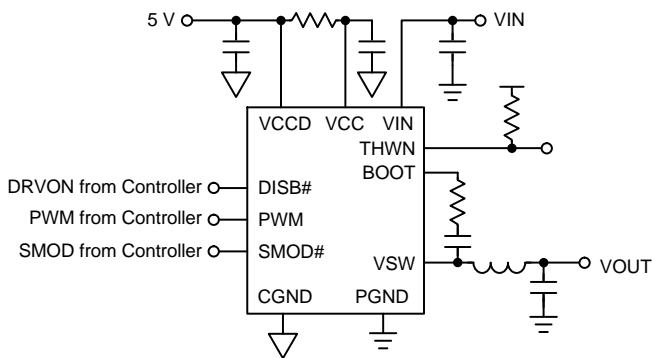 5 V
VIN
VCCD VCC VIN
THWN
BOOT
DRVON from Controller DISB#
PWM from Controller PWM
SMOD from Controller SMOD#
VSW
VOUT
CGND PGND